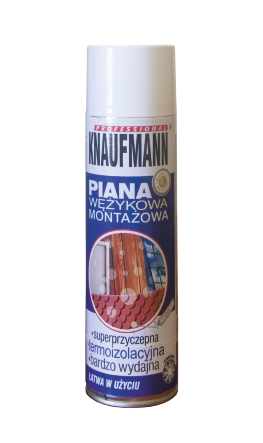 PROFESSIONAL
KNAUFMANN
PIANA
WĘŻYKOWA
MONTAŻOWA
•superprzyczepna
•termoizolacyjna
•bardzo wydajna
ŁATWA W UŻYCIU